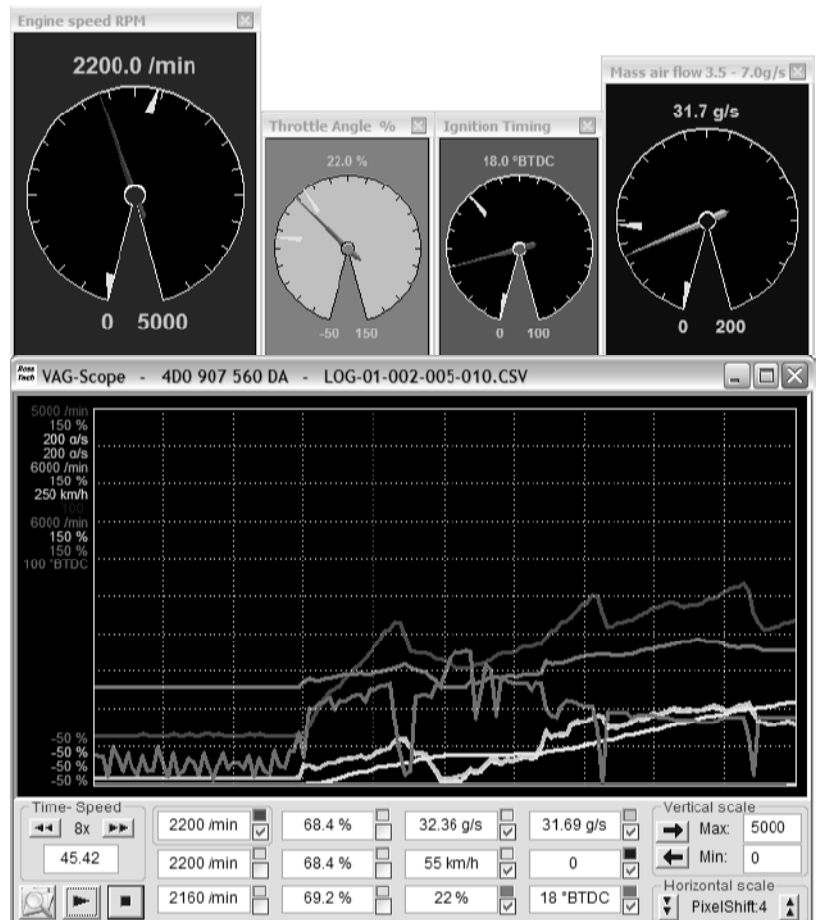 Engine speed RPM
2200.0 /min
0 5000
Throttle Angle %
22.0 %
-50 150
Ignition Timing
18.0 °BTDC
0 100
Mass air flow 3.5 - 7.0g/s
31.7 g/s
0 200
Ross Tech
VAG-Scope - 4D0 907 560 DA - LOG-01-002-005-010.CSV
5000 /min
150 %
200 g/s
200 g/s
6000 /min
150 %
250 km/h
100
6000 /min
150 %
150 %
100 °BTDC
-50 %
-50 %
-50 %
-50 %
Time- Speed
8x
45.42
2200 /min 68.4 % 32.36 g/s 31.69 g/s
2200 /min 68.4 % 55 km/h 0
2160 /min 69.2 % 22 % 18 °BTDC
Vertical scale
Max: 5000
Min: 0
Horizontal scale
PixelShift:4